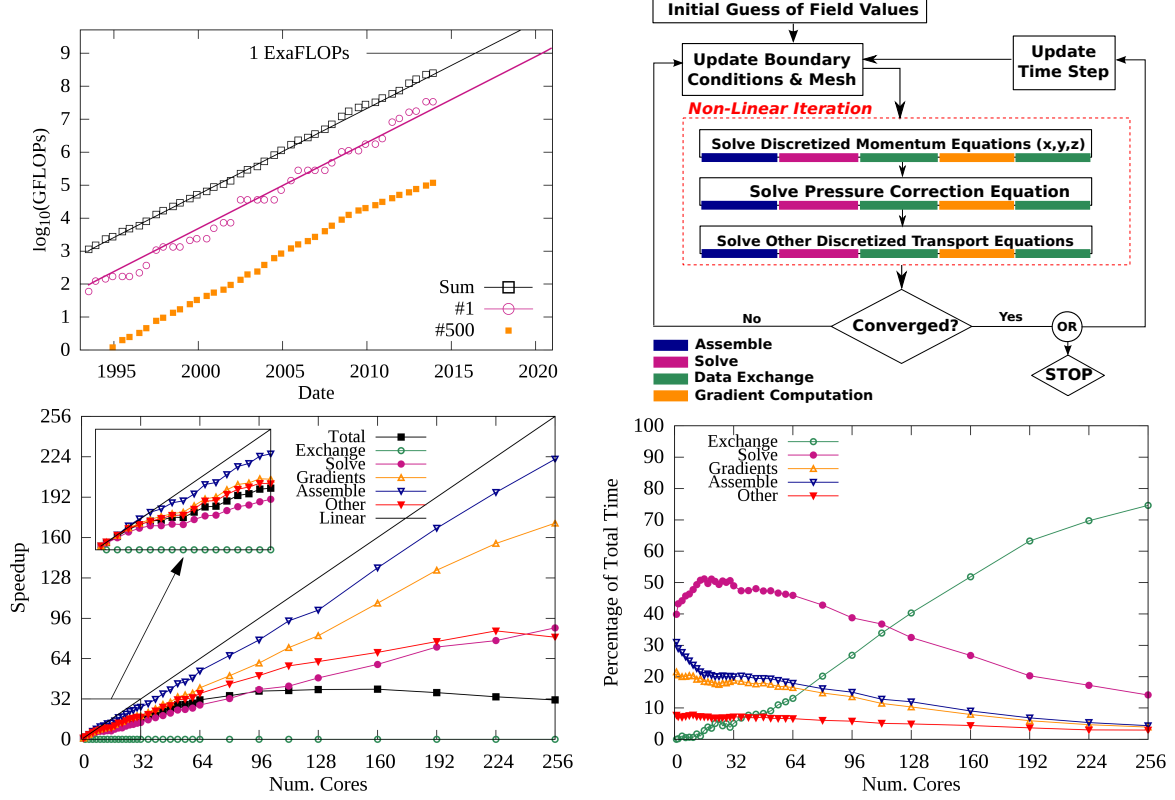 1 ExaFLOPs
9
8
7
6
5
4
3
2
1
0
log10(GFLOPs)
Sum
#1
#500
1995 2000 2005 2010 2015 2020
Date
Initial Guess of Field Values
Update Boundary
Conditions & Mesh
Update
Time Step
Non-Linear Iteration
Solve Discretized Momentum Equations (x,y,z)
Solve Pressure Correction Equation
Solve Other Discretized Transport Equations
Converged?
No
Yes
OR
STOP
Assemble
Solve
Data Exchange
Gradient Computation
256
224
192
160
128
96
64
32
0
Speedup
Total
Exchange
Solve
Gradients
Assemble
Other
Linear
0 32 64 96 128 160 192 224 256
Num. Cores
100
90
80
70
60
50
40
30
20
10
0
Percentage of Total Time
Exchange
Solve
Gradients
Assemble
Other
0 32 64 96 128 160 192 224 256
Num. Cores